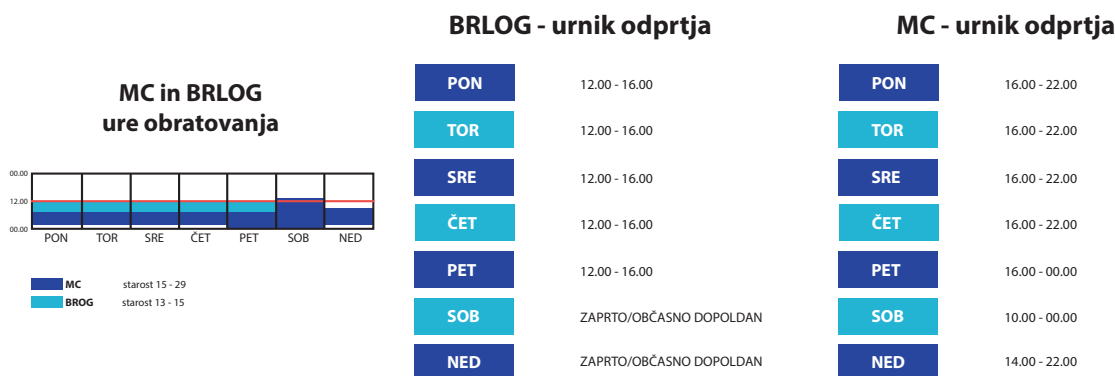 MC in BRLOG
ure obratovanja
00.00
12.00
00.00
PON TOR SRE ČET PET SOB NED
MC starost 15 - 29
BROG starost 13 - 15
BRLOG - urnik odprtja
PON 12.00 - 16.00
TOR 12.00 - 16.00
SRE 12.00 - 16.00
ČET 12.00 - 16.00
PET 12.00 - 16.00
SOB ZAPRTO/OBČASNO DOPOLDAN
NED ZAPRTO/OBČASNO DOPOLDAN
MC - urnik odprtja
PON 16.00 - 22.00
TOR 16.00 - 22.00
SRE 16.00 - 22.00
ČET 16.00 - 22.00
PET 16.00 - 00.00
SOB 10.00 - 00.00
NED 14.00 - 22.00